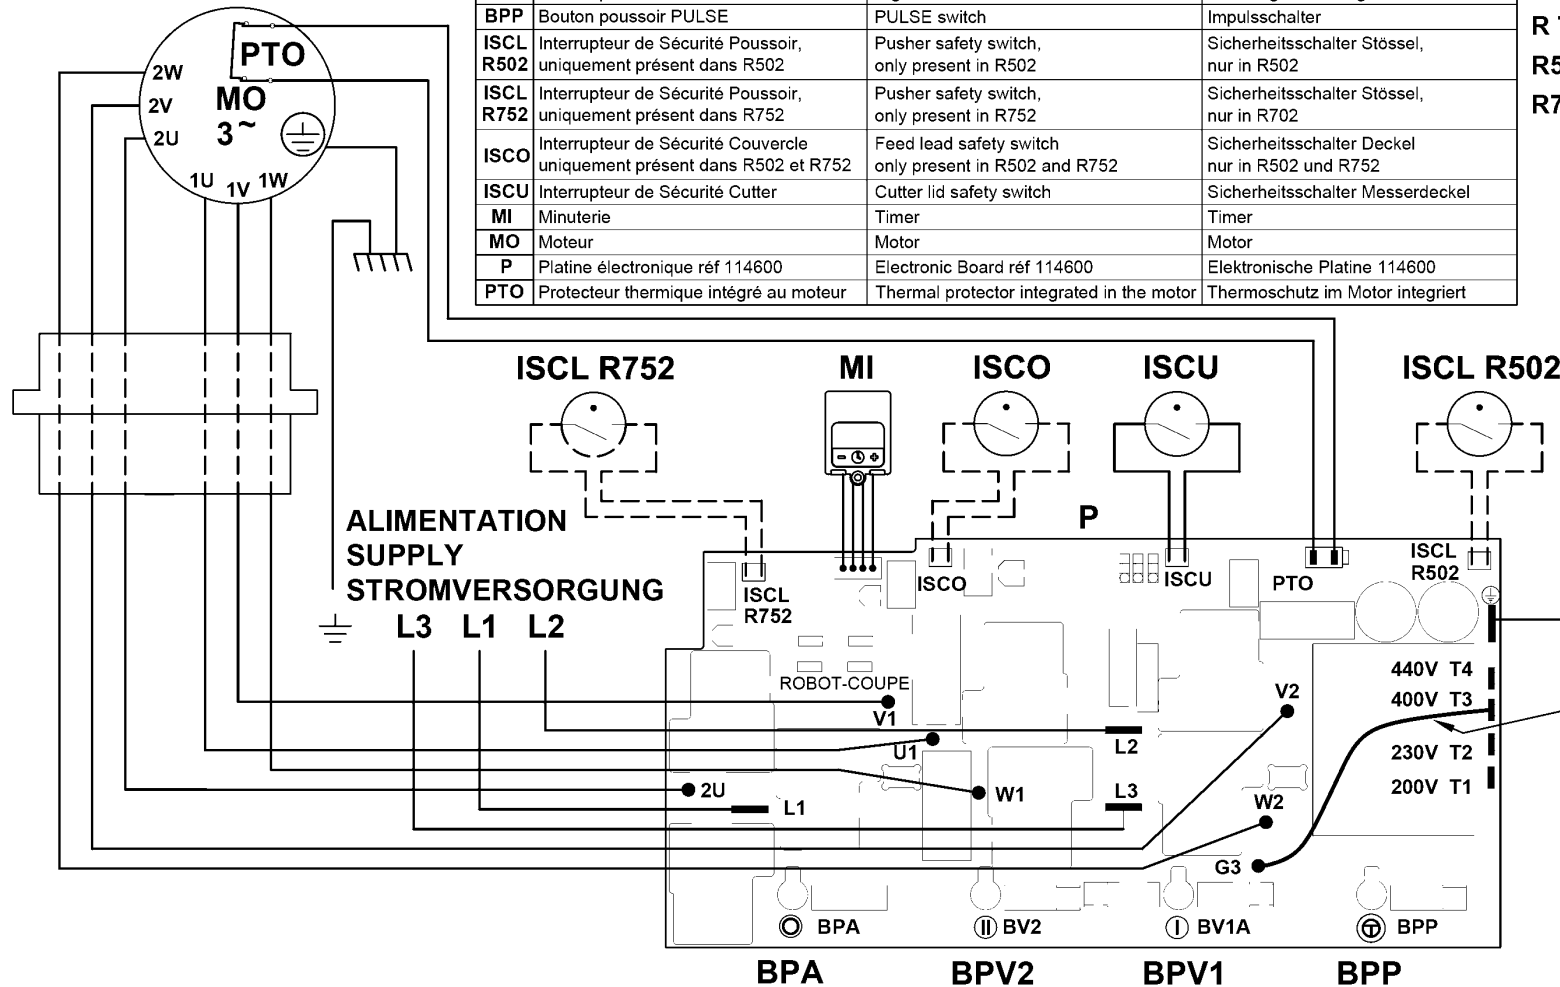 BPP Bouton poussoir PULSE PULSE switch Impulsschalter
ISCL R502 Interrupteur de Sécurité Poussoir, Pusher safety switch, Sicherheitsschalter Stössel,
uniquement présent dans R502 only present in R502 nur in R502
ISCL R752 Interrupteur de Sécurité Poussoir, Pusher safety switch, Sicherheitsschalter Stössel,
uniquement présent dans R752 only present in R752 nur in R702
ISCO Interrupteur de Sécurité Couvercle Feed lead safety switch Sicherheitsschalter Deckel
uniquement présent dans R502 et R752 only present in R502 and R752 nur in R502 und R752
ISCU Interrupteur de Sécurité Cutter Cutter lid safety switch Sicherheitsschalter Messerdeckel
MI Minuterie Timer Timer
MO Moteur Motor Motor
P Platine électronique réf 114600 Electronic Board réf 114600 Elektronische Platine 114600
PTO Protecteur thermique intégré au moteur Thermal protector integrated in the motor Thermoschutz im Motor integriert
R
R5
R7
PTO
2W
2V
MO
2U
3~
1U 1V 1W
ISCL R752 MI ISCO ISCU ISCL R502
- +
ALIMENTATION
SUPPLY
STROMVERSORGUNG
L3 L1 L2
P
ISCL
R752
ISCO
ISCU
PTO
ISCL
R502
ROBOT-COUPE
V1
U1
2U
L1
W1
L2
L3
V2
W2
G3
440V T4
400V T3
230V T2
200V T1
BPA II BV2 I BV1A BPP
BPA BPV2 BPV1 BPP